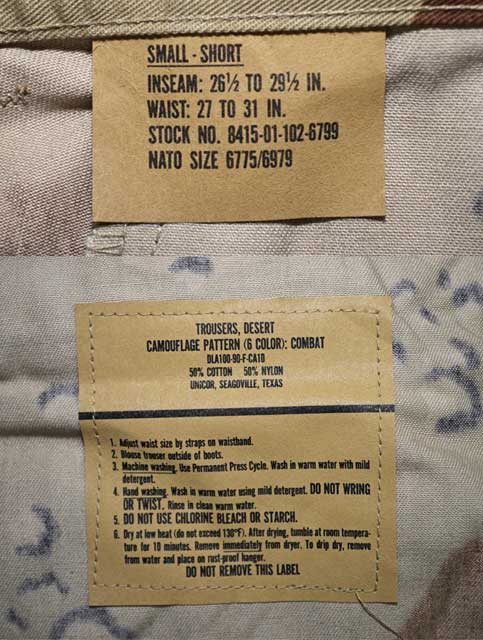 SMALL - SHORT
INSEAM: 26½ TO 29½ IN.
WAIST: 27 TO 31 IN.
STOCK NO. 8415-01-102-6799
NATO SIZE 6775/6979
TROUSERS, DESERT
CAMOUFLAGE PATTERN (6 COLOR): COMBAT
DLA100-90-F-CA10
50% COTTON 50% NYLON
UNICOR, SEAGOVILLE, TEXAS
1. Adjust waist size by straps on waistband.
2. Blouse trouser outside of boots.
3. Machine washing. Use Permanent Press Cycle. Wash in warm water with mild
detergent.
4. Hand washing. Wash in warm water using mild detergent. DO NOT WRING
OR TWIST. Rinse in clean warm water.
5. DO NOT USE CHLORINE BLEACH OR STARCH.
6. Dry at low heat (do not exceed 130°F). After drying, tumble at room tempera-
ture for 10 minutes. Remove immediately from dryer. To drip dry, remove
from water and place on rust-proof hanger.
DO NOT REMOVE THIS LABEL